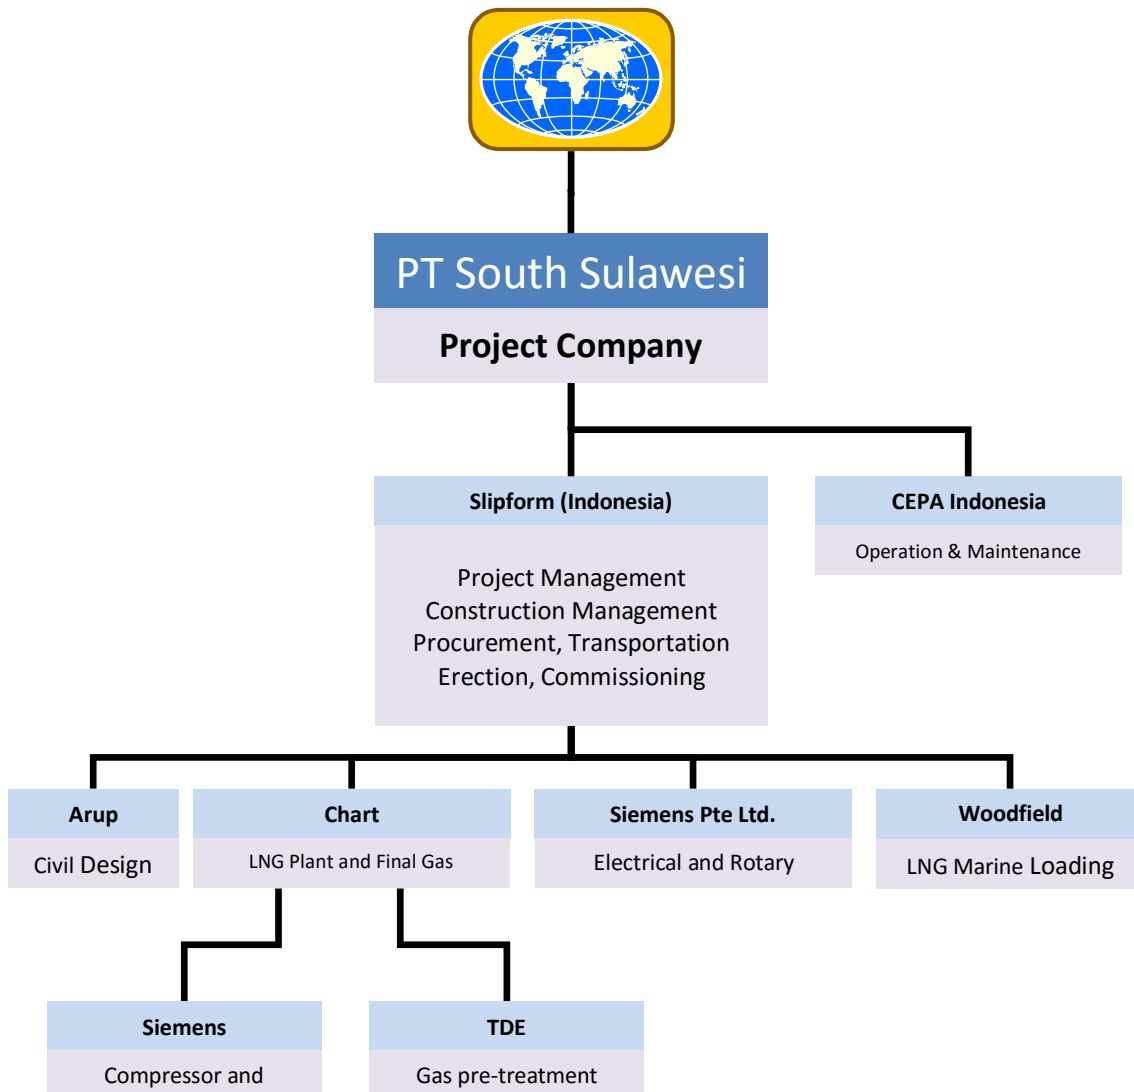 PT South Sulawesi
Project Company
Slipform (Indonesia)
Project Management
Construction Management
Procurement, Transportation
Erection, Commissioning
CEPA Indonesia
Operation & Maintenance
Arup
Civil Design
Chart
LNG Plant and Final Gas
Siemens Pte Ltd.
Electrical and Rotary
Woodfield
LNG Marine Loading
Siemens
Compressor and
TDE
Gas pre-treatment